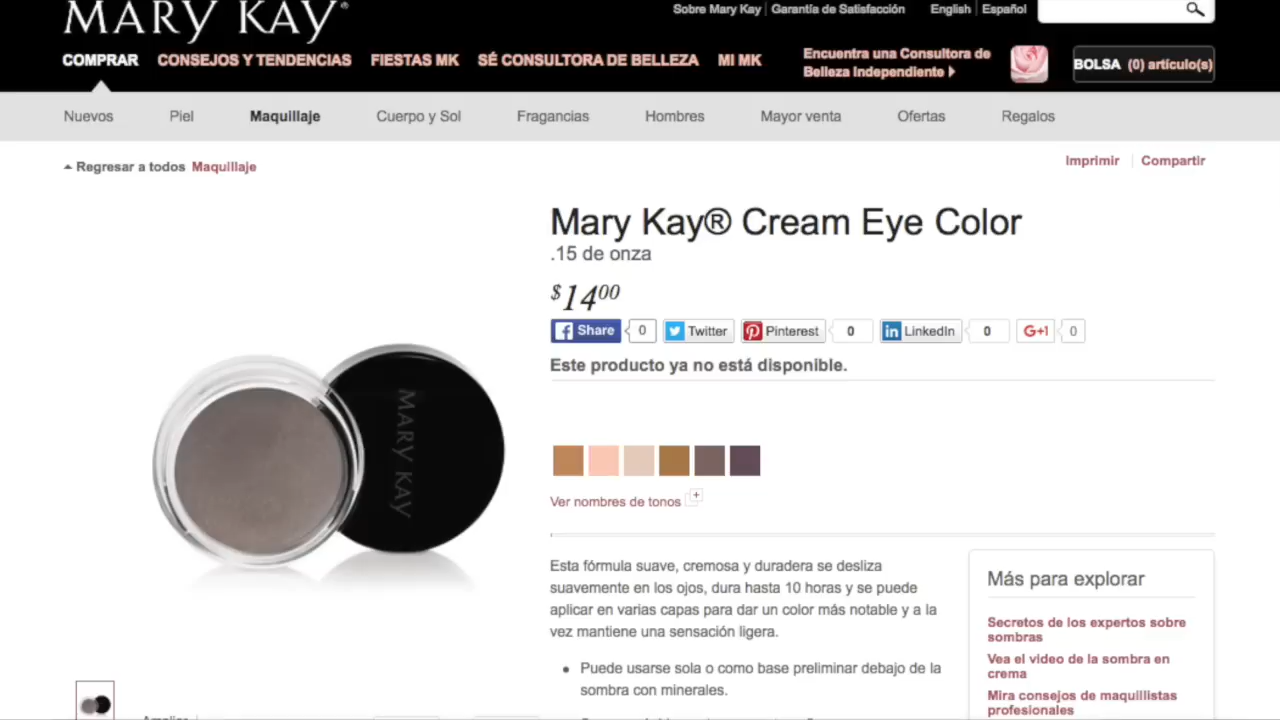 MARY KAY®
Sobre Mary Kay | Garantía de Satisfacción English | Español
COMPRAR CONSEJOS Y TENDENCIAS FIESTAS MK SÉ CONSULTORA DE BELLEZA MI MK
Encuentra una Consultora de
Belleza Independiente
BOLSA (0) artículo(s)
Nuevos Piel Maquillaje Cuerpo y Sol Fragancias Hombres Mayor venta Ofertas Regalos
Regresar a todos Maquillaje
Imprimir | Compartir
Mary Kay® Cream Eye Color
.15 de onza
$1400
Share 0 Twitter Pinterest 0 LinkedIn 0 G+1 0
Este producto ya no está disponible.
MARY KAY
Ver nombres de tonos +
Esta fórmula suave, cremosa y duradera se desliza
suavemente en los ojos, dura hasta 10 horas y se puede
aplicar en varias capas para dar un color más notable y a la
vez mantiene una sensación ligera.
• Puede usarse sola o como base preliminar debajo de la
sombra con minerales.
Más para explorar
Secretos de los expertos sobre
sombras
Vea el video de la sombra en
crema
Mira consejos de maquillistas
profesionales